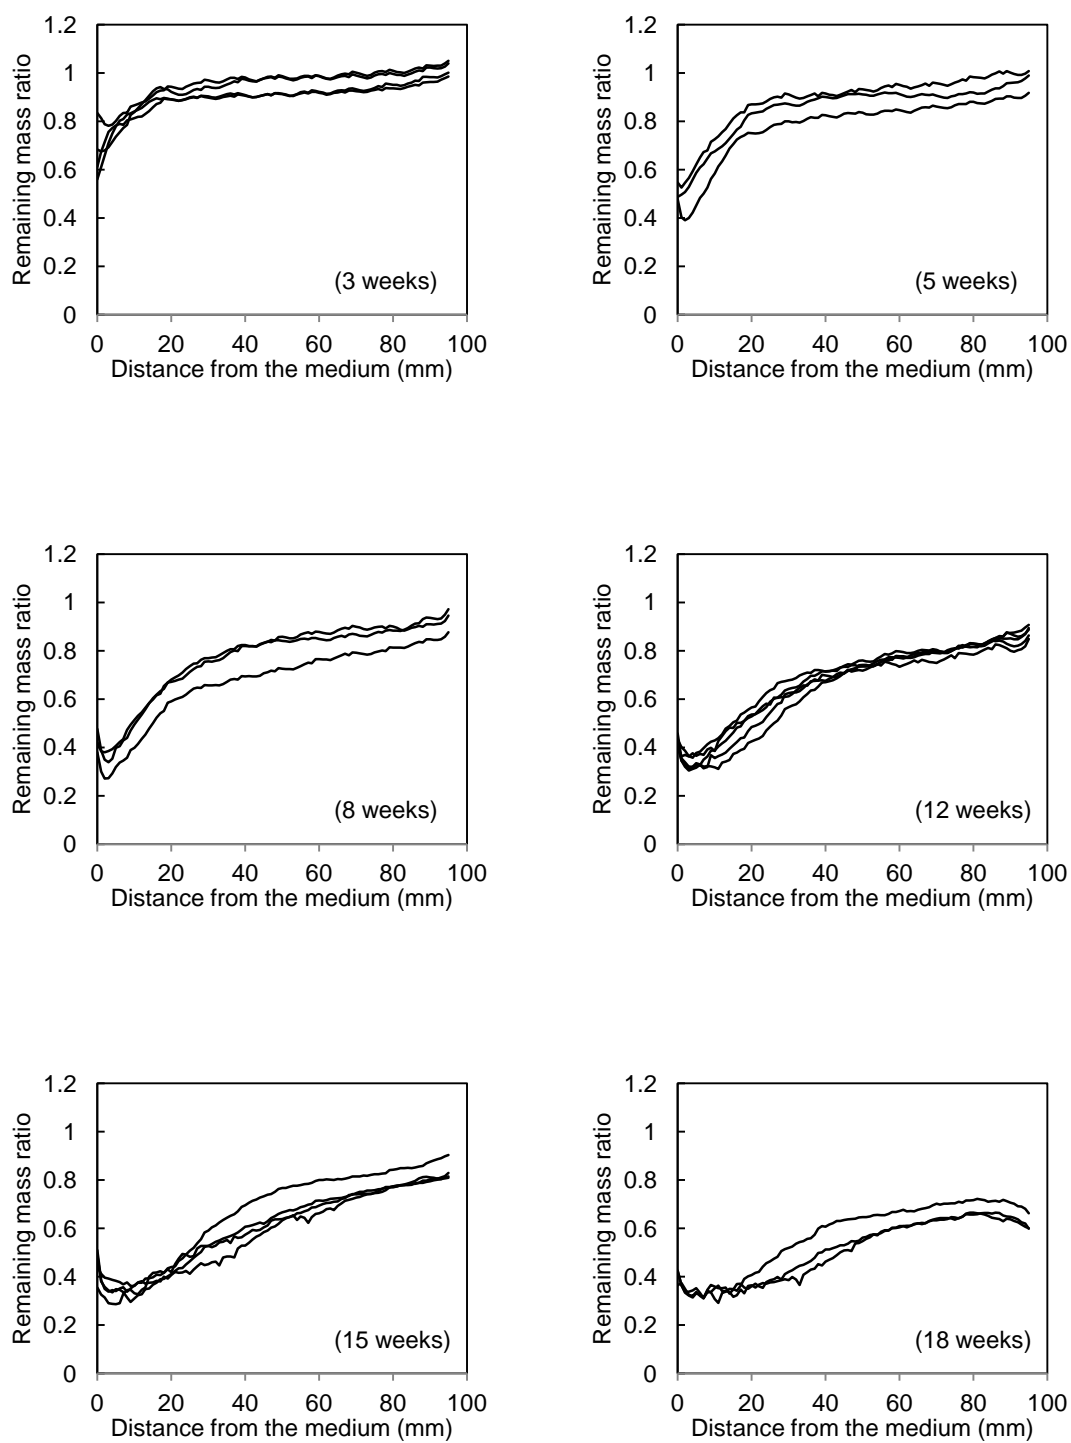 1.2
1
0.8
0.6
0.4
0.2
0
Remaining mass ratio
(3 weeks)
0 20 40 60 80 100
Distance from the medium (mm)
1.2
1
0.8
0.6
0.4
0.2
0
Remaining mass ratio
(5 weeks)
0 20 40 60 80 100
Distance from the medium (mm)
1.2
1
0.8
0.6
0.4
0.2
0
Remaining mass ratio
(8 weeks)
0 20 40 60 80 100
Distance from the medium (mm)
1.2
1
0.8
0.6
0.4
0.2
0
Remaining mass ratio
(12 weeks)
0 20 40 60 80 100
Distance from the medium (mm)
1.2
1
0.8
0.6
0.4
0.2
0
Remaining mass ratio
(15 weeks)
0 20 40 60 80 100
Distance from the medium (mm)
1.2
1
0.8
0.6
0.4
0.2
0
Remaining mass ratio
(18 weeks)
0 20 40 60 80 100
Distance from the medium (mm)